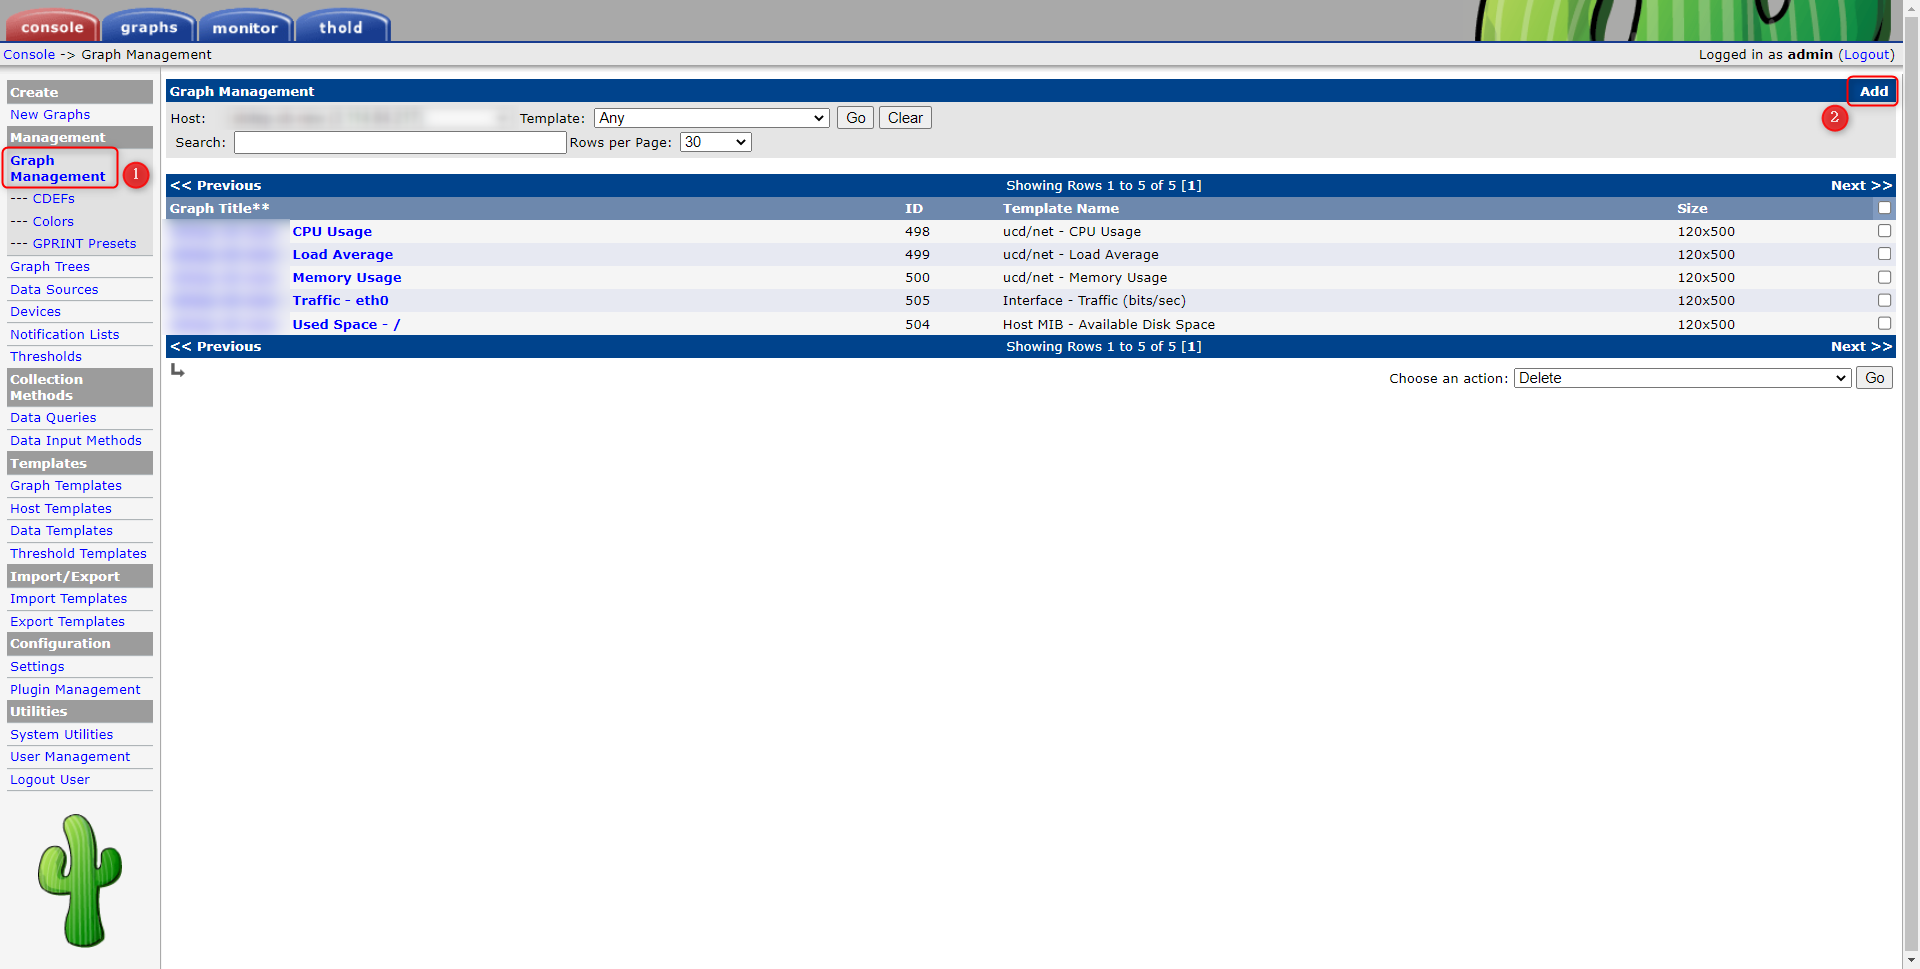 console graphs monitor thold
Console -> Graph Management Logged in as admin (Logout)
Create
New Graphs
Management
Graph
Management
1
--- CDEFs
--- Colors
--- GPRINT Presets
Graph Trees
Data Sources
Devices
Notification Lists
Thresholds
Collection
Methods
Data Queries
Data Input Methods
Templates
Graph Templates
Host Templates
Data Templates
Threshold Templates
Import/Export
Import Templates
Export Templates
Configuration
Settings
Plugin Management
Utilities
System Utilities
User Management
Logout User
Graph Management Add
2
Host: Template: Any Go Clear
Search: Rows per Page: 30
<< Previous Showing Rows 1 to 5 of 5 [1] Next >>
Graph Title** ID Template Name Size
CPU Usage 498 ucd/net - CPU Usage 120x500
Load Average 499 ucd/net - Load Average 120x500
Memory Usage 500 ucd/net - Memory Usage 120x500
Traffic - eth0 505 Interface - Traffic (bits/sec) 120x500
Used Space - / 504 Host MIB - Available Disk Space 120x500
<< Previous Showing Rows 1 to 5 of 5 [1] Next >>
Choose an action: Delete Go